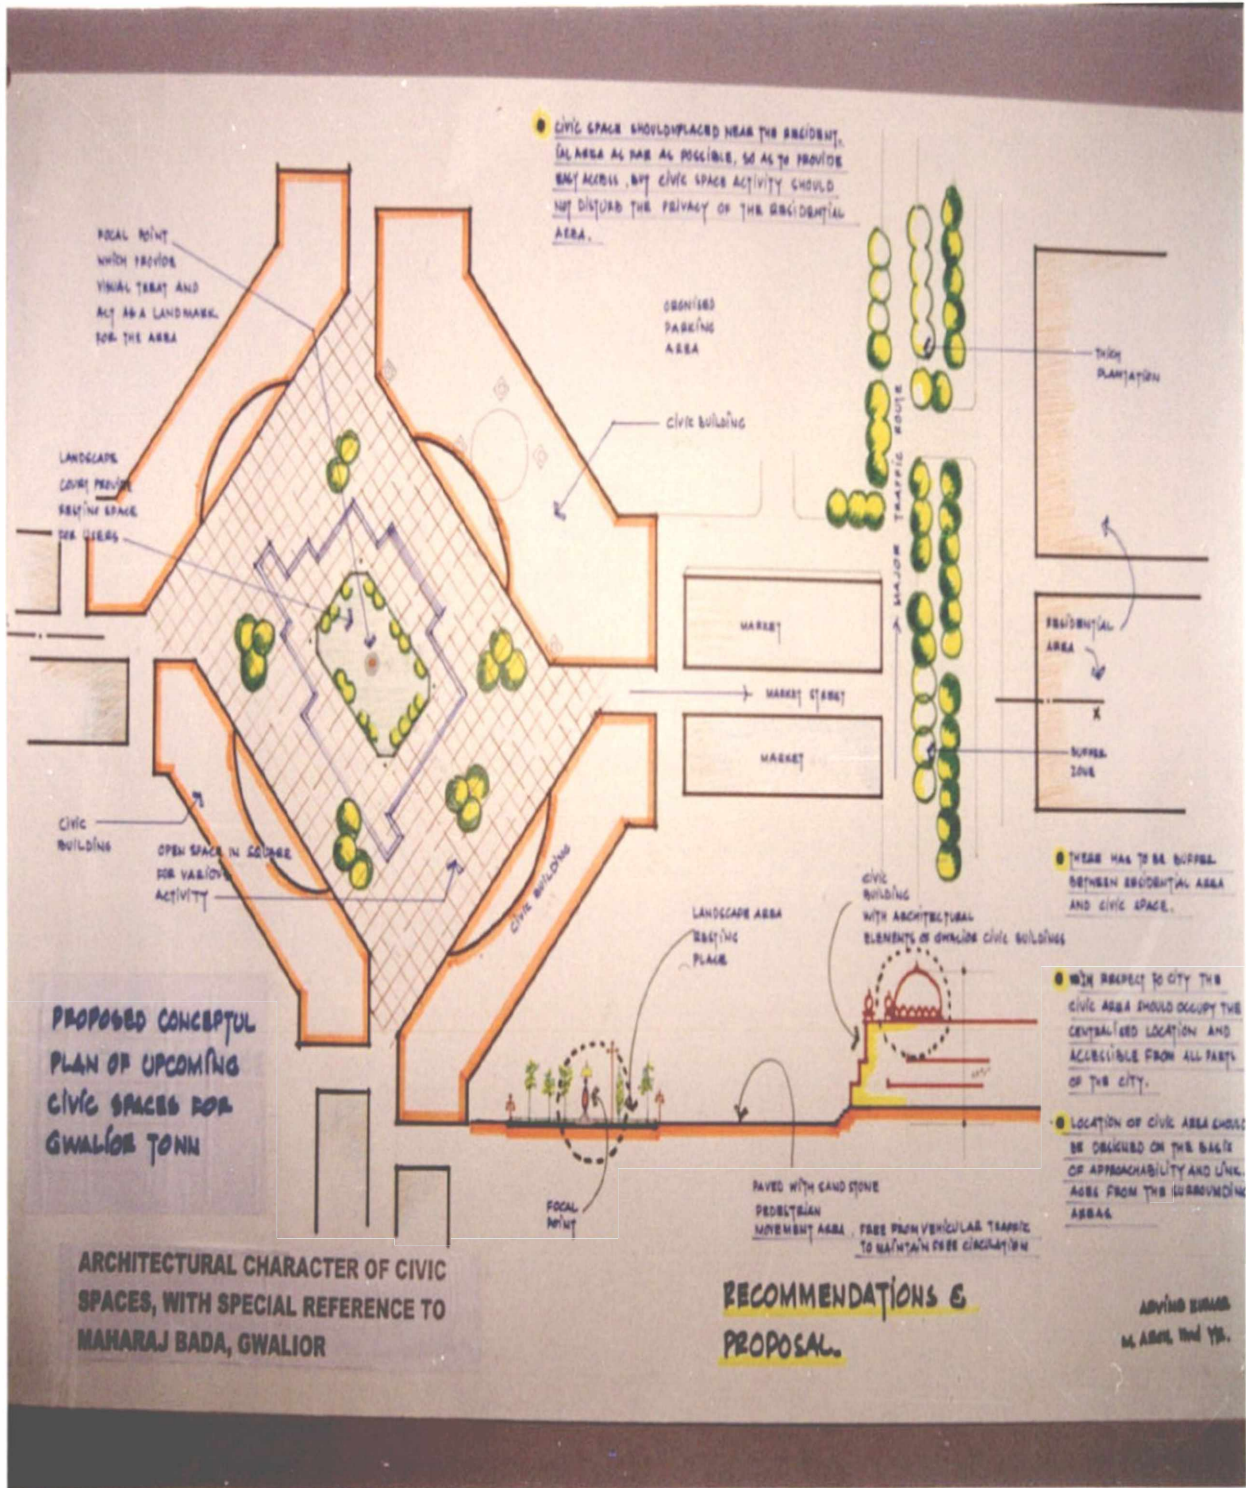 CIVIC SPACE SHOULD PLACED NEAR THE RESIDENT.
IAL AREA AS FAR AS POSSIBLE, SO AS TO PROVIDE
EASY ACCESS, BUT CIVIC SPACE ACTIVITY SHOULD
NOT DISTURB THE PRIVACY OF THE RESIDENTIAL
AREA.
FOCAL POINT
WHICH PROVIDE
VISUAL TREAT AND
ACT AS A LANDMARK
FOR THE AREA
ORGNISED
PARKING
AREA
THICK
PLANTATION
CIVIC BUILDING
LANDSCAPE
COURT PROVIDE
RESTING SPACE
FOR USERS
MAJOR TRAFFIC ROUTE
MARKET
RESIDENTIAL
AREA
MARKET STREET
X
MARKET
BUFFER
ZONE
CIVIC
BUILDING
OPEN SPACE IN SQUARE
FOR VARIOUS
ACTIVITY
CIVIC BUILDING
LANDSCAPE AREA
RESTING
PLACE
CIVIC
BUILDING
WITH ARCHITECTURAL
ELEMENTS OF GWALIOR CIVIC BUILDINGS
THERE HAS TO BE BUFFER
BETWEEN RESIDENTIAL AREA
AND CIVIC SPACE.
WITH RESPECT TO CITY THE
CIVIC AREA SHOULD OCCUPY THE
CENTRALISED LOCATION AND
ACCESSIBLE FROM ALL PARTS
OF THE CITY.
LOCATION OF CIVIC AREA SHOULD
BE DESIGNED ON THE BASIS
OF APPROACHABILITY AND LINK.
AGES FROM THE SURROUNDING
AREAS
PROPOSED CONCEPTUL
PLAN OF UPCOMING
CIVIC SPACES FOR
GWALIOR TONN
FOCAL
POINT
PAVED WITH SAND STONE
PEDESTRIAN
MOVEMENT AREA, FREE FROM VEHICULAR TRAFFIC
TO MAINTAIN FREE CIRCULATION
ARCHITECTURAL CHARACTER OF CIVIC
SPACES, WITH SPECIAL REFERENCE TO
MAHARAJ BADA, GWALIOR
RECOMMENDATIONS &
PROPOSAL.
ARVIND KUMAR
M. ARCH. IInd YR.